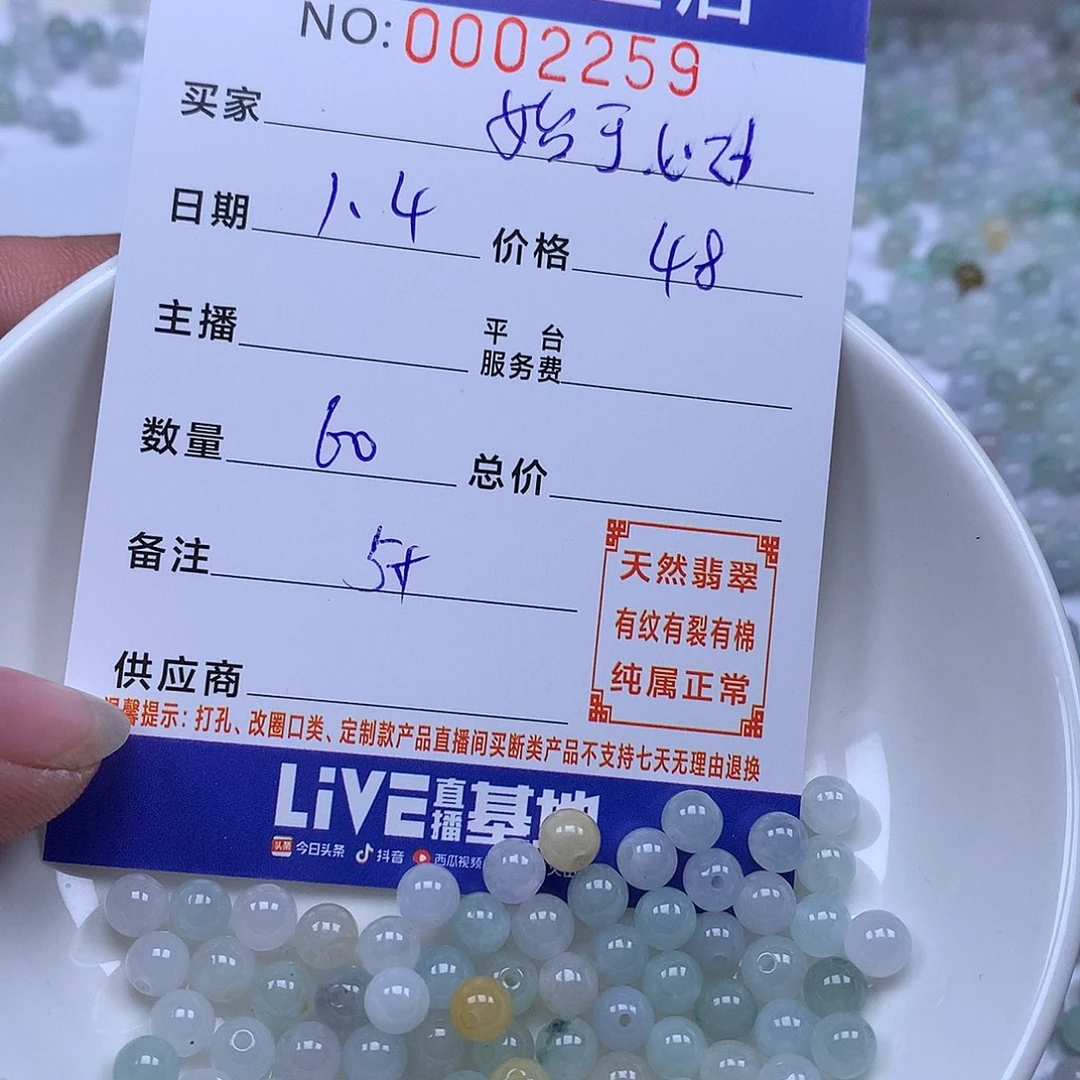 NO:0002259
买家 始于
日期 1.4 价格 48
主播 平台服务费
数量 60 总价
备注 5+
供应商
天然翡翠
有纹有裂有棉
纯属正常
馨提示：打孔、改圈口类、定制款产品直播间买断类产品不支持七天无理由退换
LiVE直播基地
头条 今日头条 抖音 西瓜视频